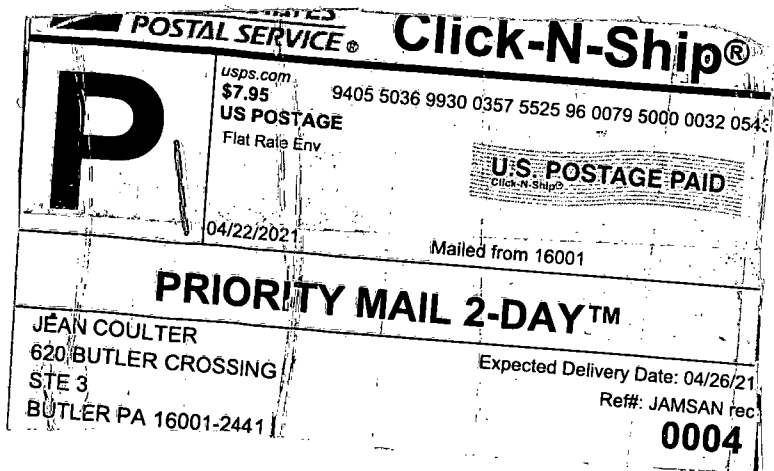 POSTAL SERVICE ® Click-N-Ship®
P
usps.com
$7.95
US POSTAGE
Flat Rate Env
9405 5036 9930 0357 5525 96 0079 5000 0032 054
U.S. POSTAGE PAID
Click-N-Ship®
04/22/2021
Mailed from 16001
PRIORITY MAIL 2-DAY™
JEAN COULTER
620 BUTLER CROSSING
STE 3
BUTLER PA 16001-2441
Expected Delivery Date: 04/26/21
Ref#: JAMSAN rec
0004